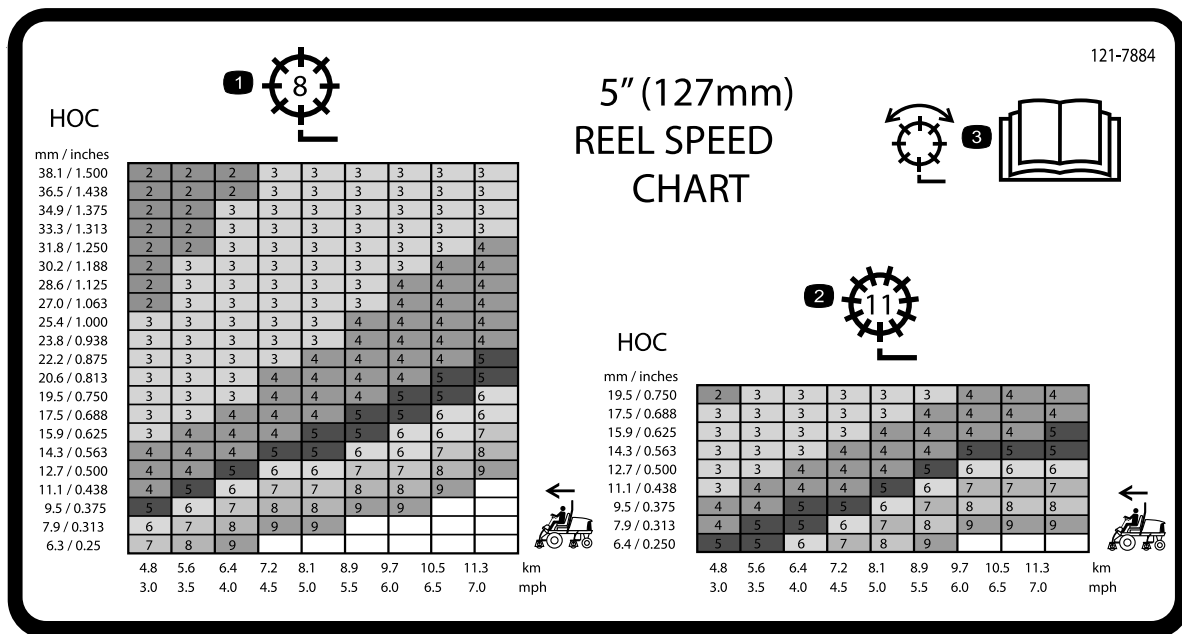 121-7884
1
8
5” (127mm)
REEL SPEED
CHART
3
HOC
mm / inches
38.1 / 1.500 2 2 2 3 3 3 3 3 3
36.5 / 1.438 2 2 2 3 3 3 3 3 3
34.9 / 1.375 2 2 3 3 3 3 3 3 3
33.3 / 1.313 2 2 3 3 3 3 3 3 3
31.8 / 1.250 2 2 3 3 3 3 3 3 4
30.2 / 1.188 2 3 3 3 3 3 3 4 4
28.6 / 1.125 2 3 3 3 3 3 4 4 4
27.0 / 1.063 2 3 3 3 3 3 4 4 4
25.4 / 1.000 3 3 3 3 3 4 4 4 4
23.8 / 0.938 3 3 3 3 3 4 4 4 4
22.2 / 0.875 3 3 3 3 4 4 4 4 5
20.6 / 0.813 3 3 3 4 4 4 4 5 5
19.5 / 0.750 3 3 3 4 4 4 5 5 6
17.5 / 0.688 3 3 4 4 4 5 5 6 6
15.9 / 0.625 3 4 4 4 5 5 6 6 7
14.3 / 0.563 4 4 4 5 5 6 6 7 8
12.7 / 0.500 4 4 5 6 6 7 7 8 9
11.1 / 0.438 4 5 6 7 7 8 8 9
9.5 / 0.375 5 6 7 8 8 9 9
7.9 / 0.313 6 7 8 9 9
6.3 / 0.25 7 8 9
4.8 5.6 6.4 7.2 8.1 8.9 9.7 10.5 11.3 km
3.0 3.5 4.0 4.5 5.0 5.5 6.0 6.5 7.0 mph
2
11
HOC
mm / inches
19.5 / 0.750 2 3 3 3 3 3 4 4 4
17.5 / 0.688 3 3 3 3 3 4 4 4 4
15.9 / 0.625 3 3 3 3 4 4 4 4 5
14.3 / 0.563 3 3 3 4 4 4 5 5 5
12.7 / 0.500 3 3 4 4 4 5 6 6 6
11.1 / 0.438 3 4 4 4 5 6 7 7 7
9.5 / 0.375 4 4 5 5 6 7 8 8 8
7.9 / 0.313 4 5 5 6 7 8 9 9 9
6.4 / 0.250 5 5 6 7 8 9
4.8 5.6 6.4 7.2 8.1 8.9 9.7 10.5 11.3 km
3.0 3.5 4.0 4.5 5.0 5.5 6.0 6.5 7.0 mph